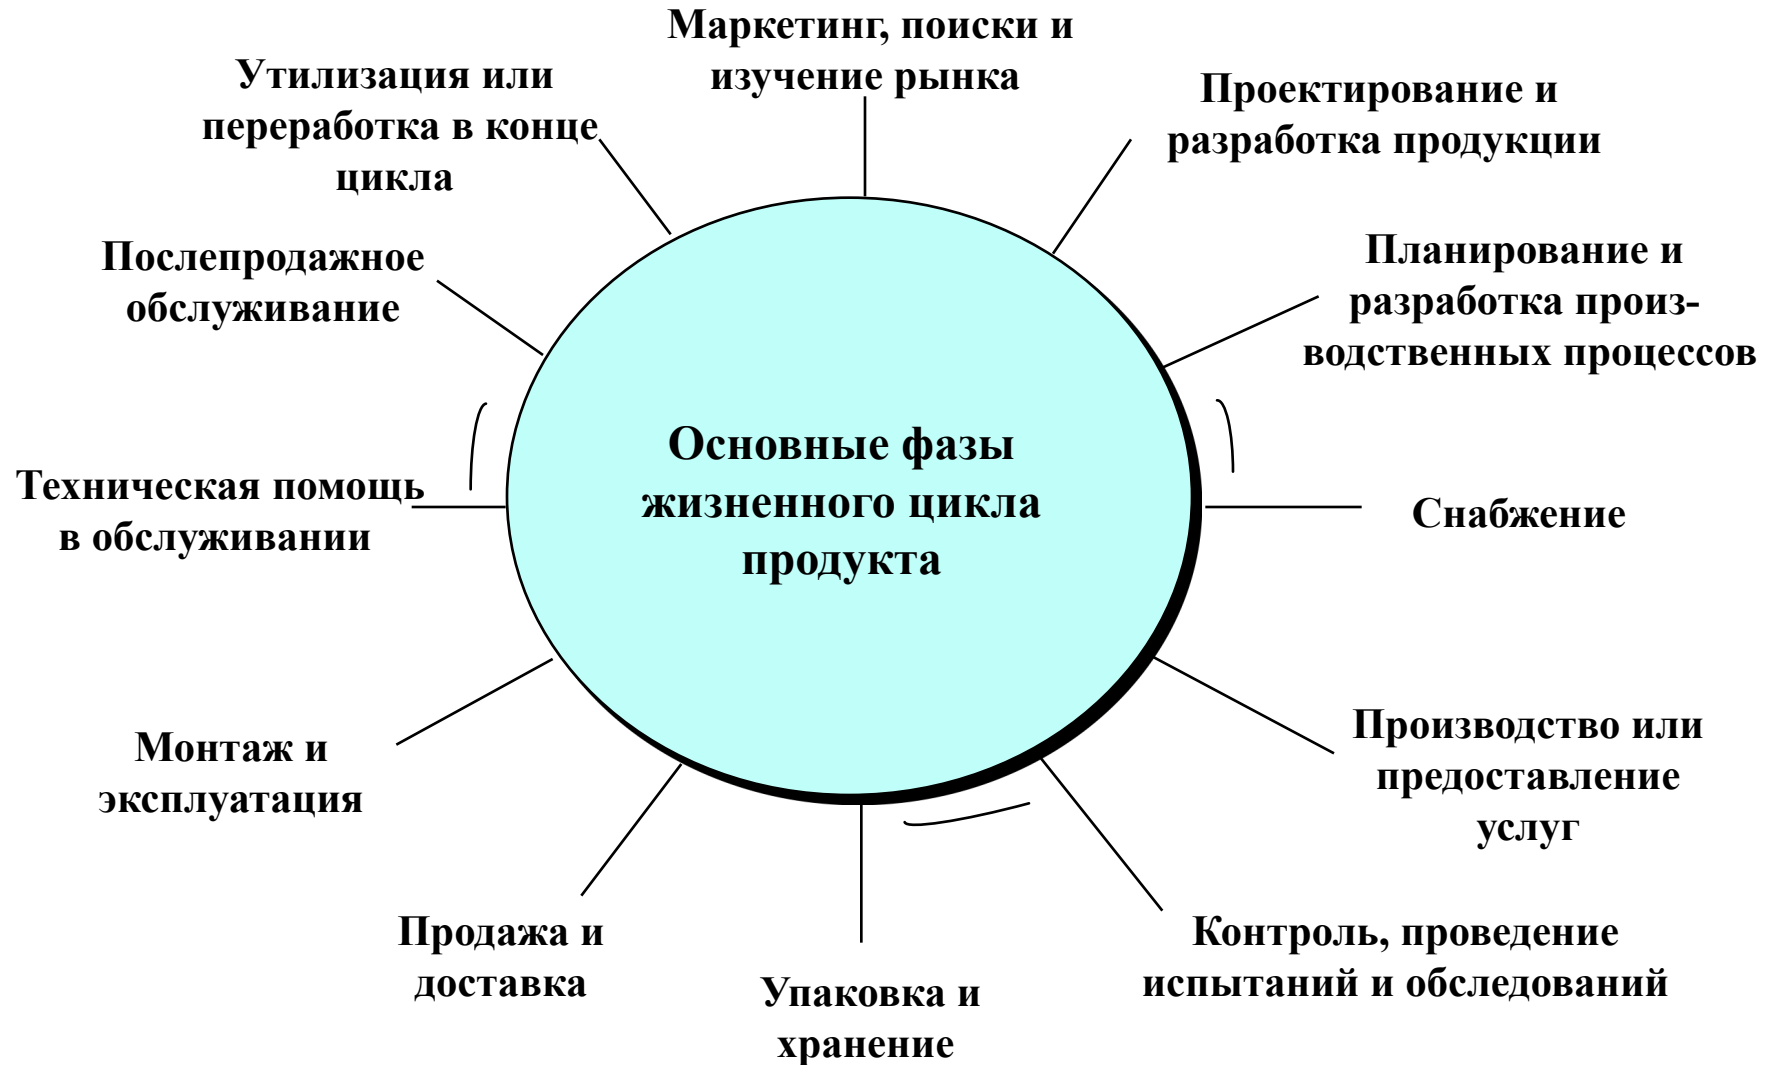 Маркетинг, поиски и
изучение рынка
Проектирование и
разработка продукции
Планирование и
разработка произ-
водственных процессов
Снабжение
Производство или
предоставление
услуг
Контроль, проведение
испытаний и обследований
Упаковка и
хранение
Продажа и
доставка
Монтаж и
эксплуатация
Техническая помощь
в обслуживании
Послепродажное
обслуживание
Утилизация или
переработка в конце
цикла
Основные фазы
жизненного цикла
продукта